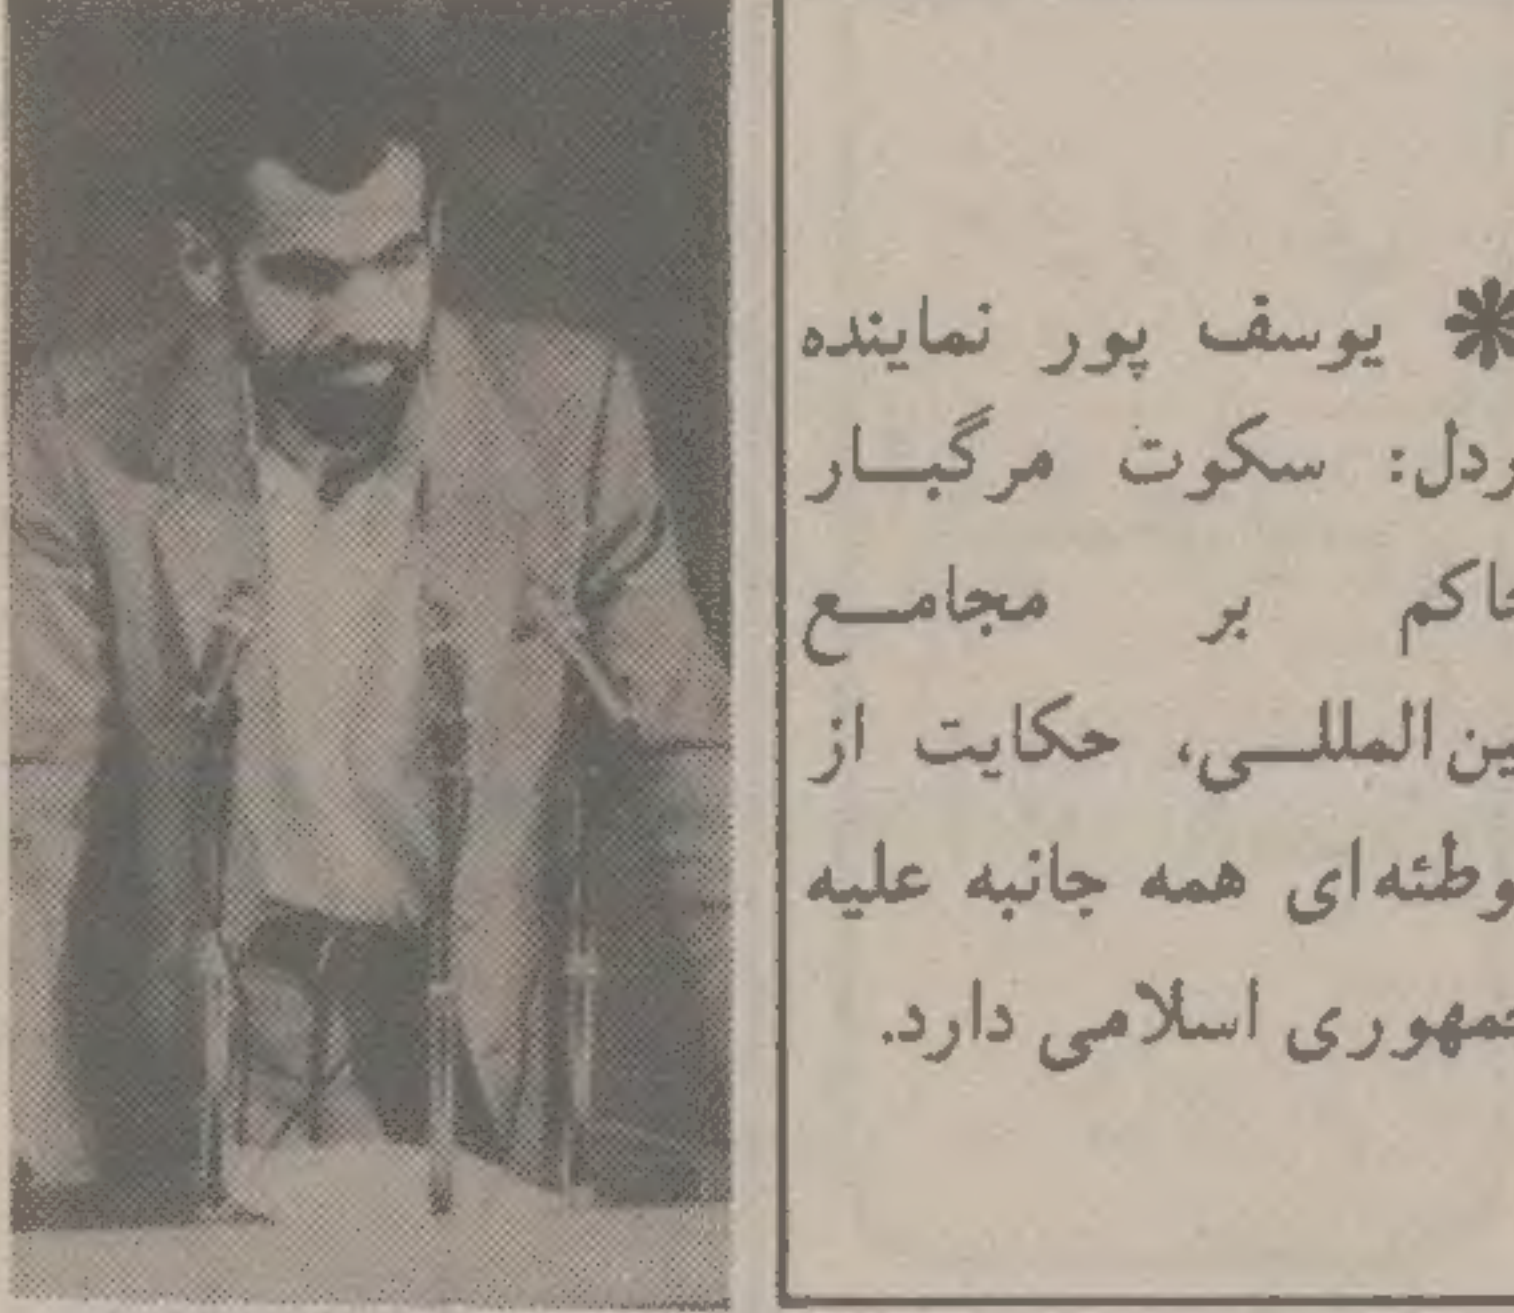 ❋ یوسف پور نماینده
ردل: سکوت مرگبار
حاکم بر مجامع
بین‌المللی، حکایت از
وطئه‌ای همه جانبه علیه
جمهوری اسلامی دارد.